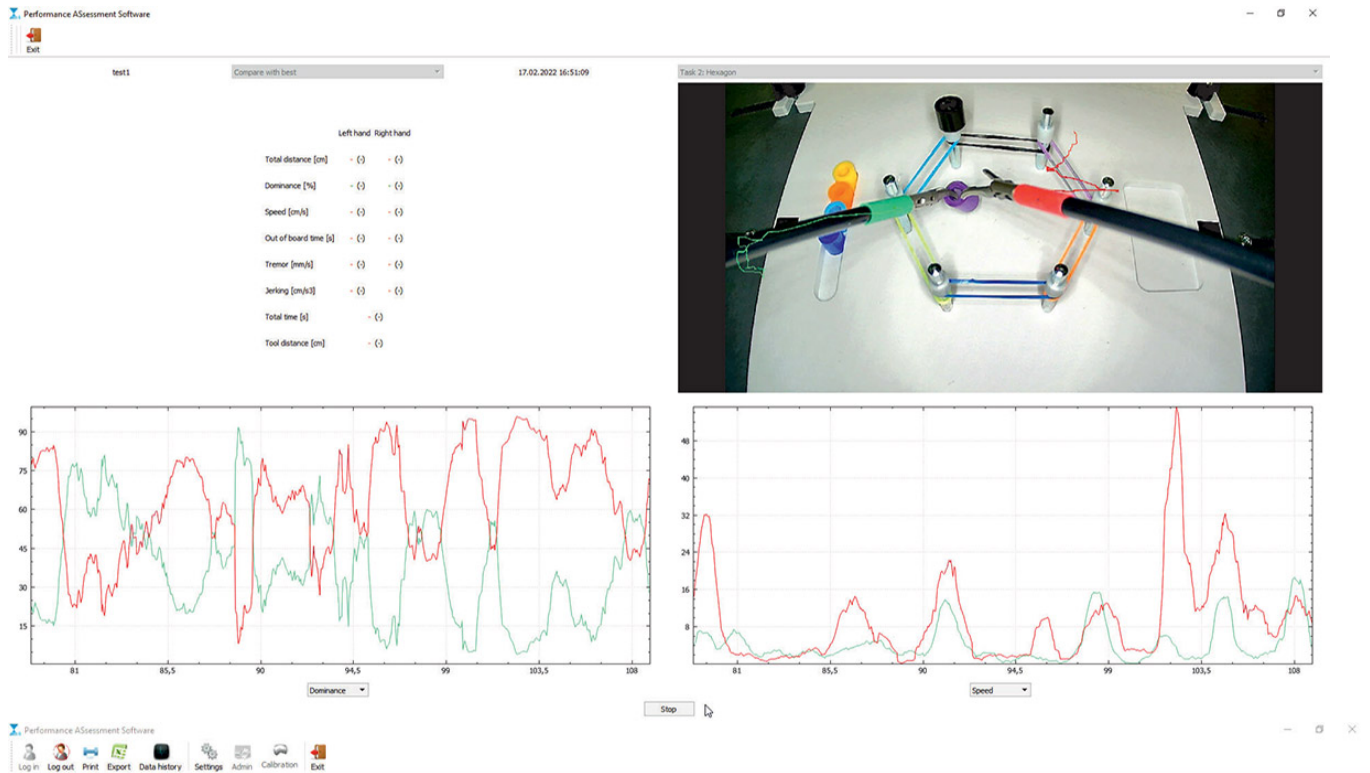 Performance ASsessment Software
Exit
test1 Compare with best 17.02.2022 16:51:09 Task 2: Hexagon
Left hand Right hand
Total distance [cm] - (-) - (-)
Dominance [%] - (-) - (-)
Speed [cm/s] - (-) - (-)
Out of board time [s] - (-) - (-)
Tremor [mm/s] - (-) - (-)
Jerking [cm/s3] - (-) - (-)
Total time [s] - (-)
Tool distance [cm] - (-)
90
75
60
45
30
15
81 85,5 90 94,5 99 103,5 108
Dominance
48
40
32
24
16
8
81 85,5 90 94,5 99 103,5 108
Speed
Stop
Performance ASsessment Software
Log in Log out Print Export Data history Settings Admin Calibration Exit